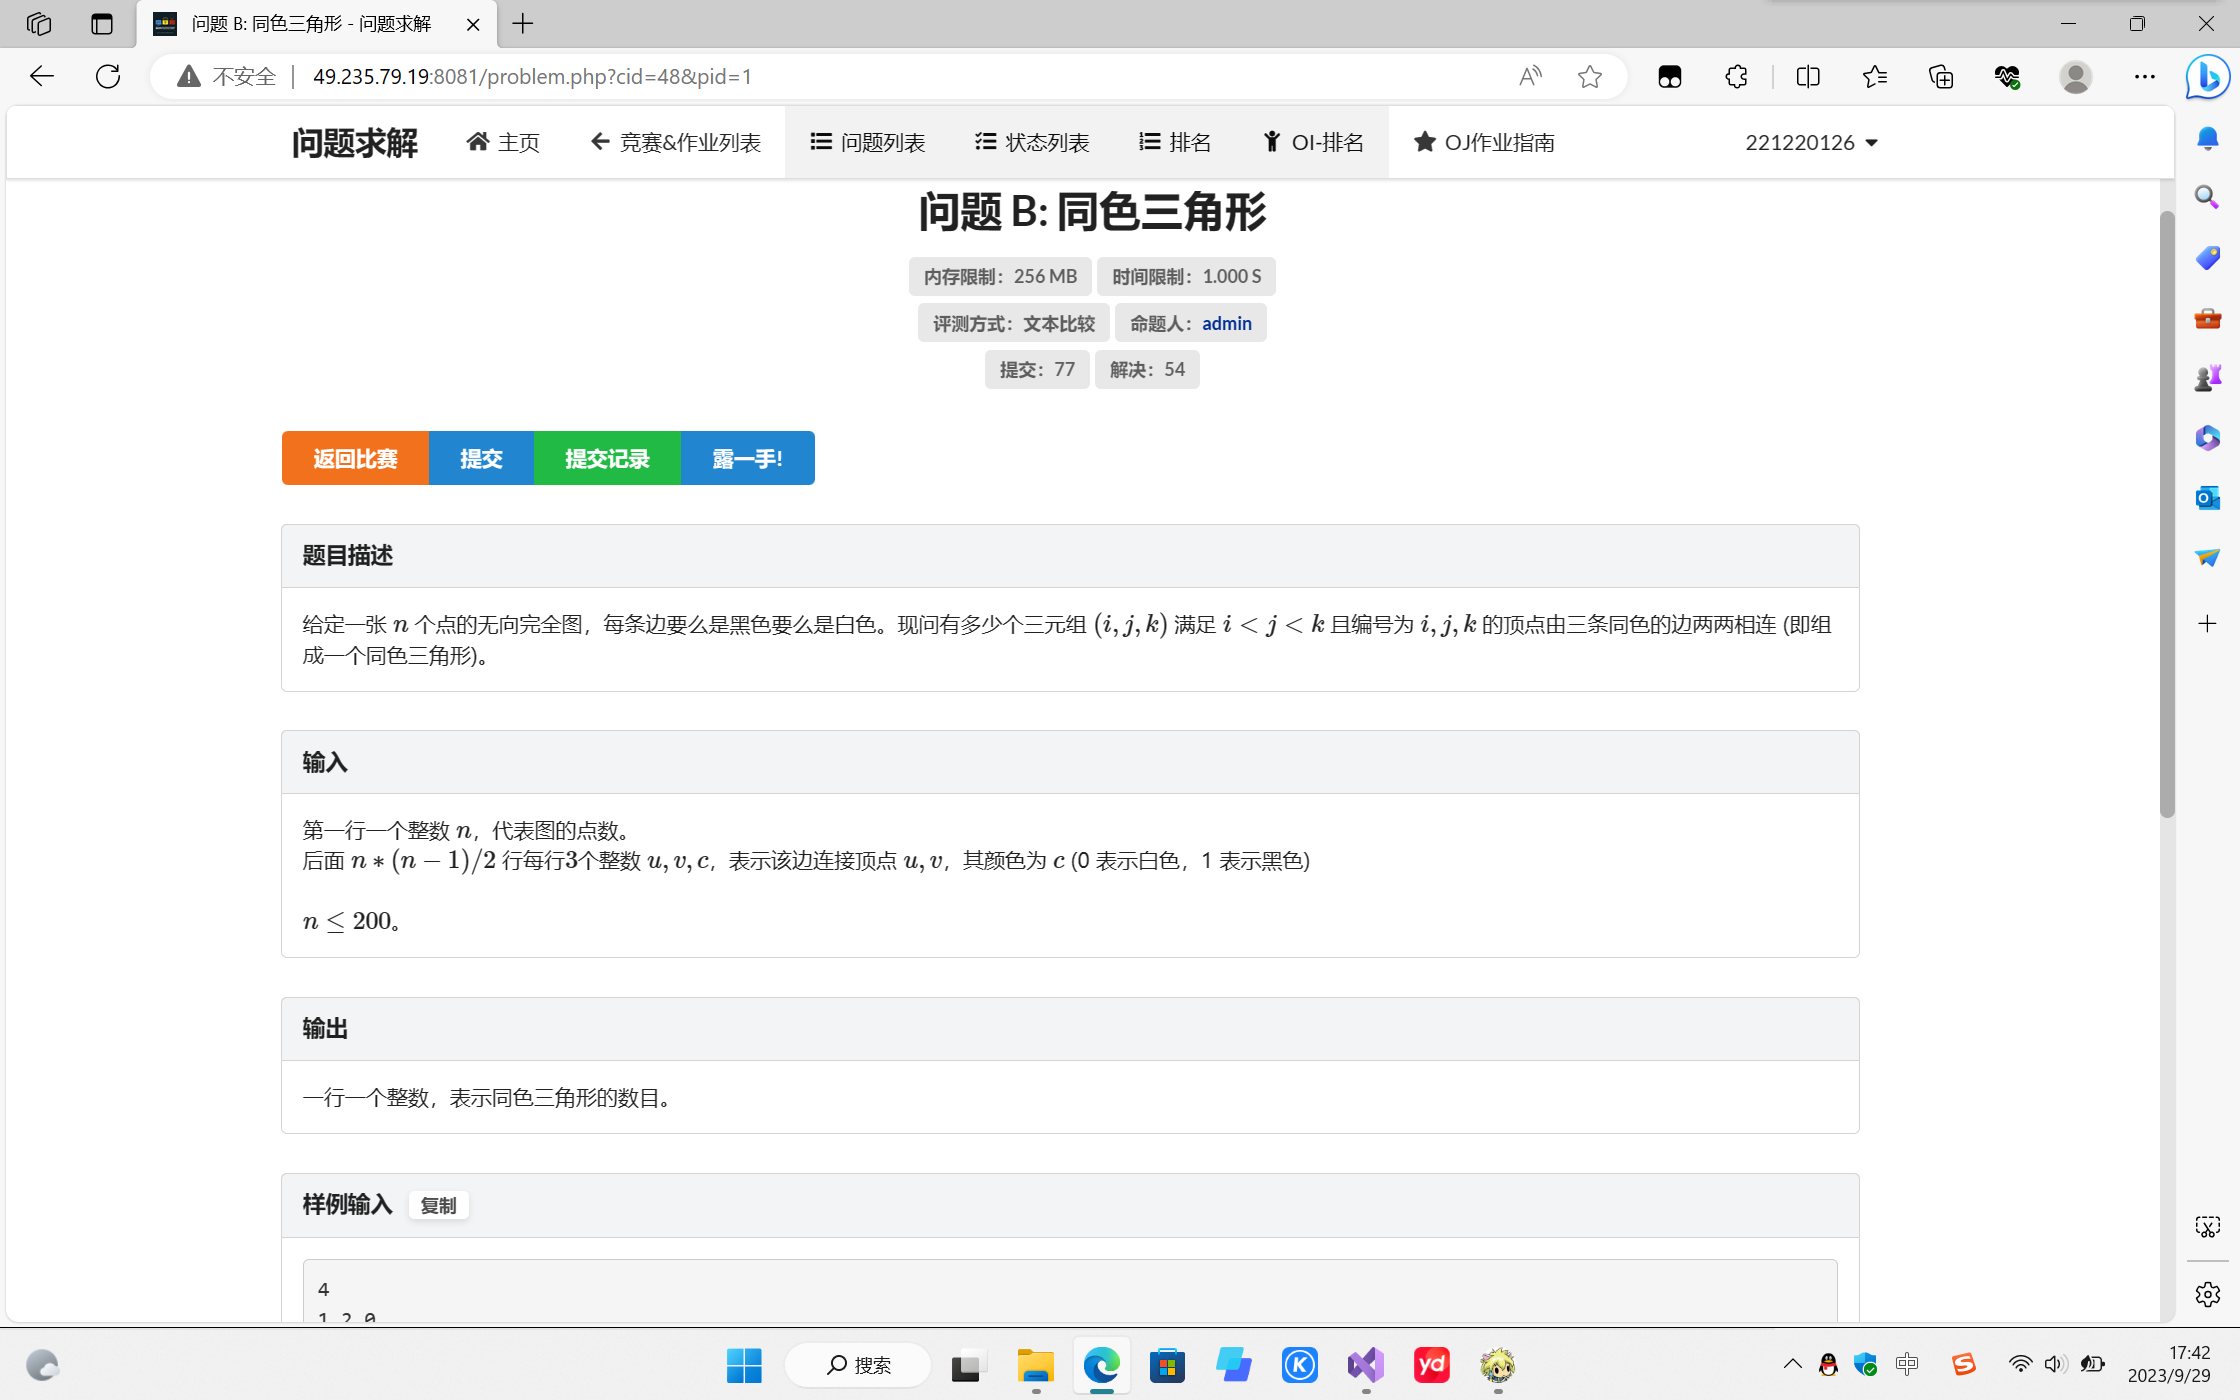 问题 B: 同色三角形 - 问题求解
不安全
49.235.79.19:8081/problem.php?cid=48&pid=1
问题求解
主页
竞赛&作业列表
问题列表
状态列表
排名
OI-排名
OJ作业指南
221220126
问题 B: 同色三角形
内存限制：256 MB
时间限制：1.000 S
评测方式：文本比较
命题人：admin
提交：77
解决：54
返回比赛
提交
提交记录
露一手!
题目描述
给定一张 n 个点的无向完全图，每条边要么是黑色要么是白色。现问有多少个三元组 (i, j, k) 满足 i < j < k 且编号为 i, j, k 的顶点由三条同色的边两两相连 (即组
成一个同色三角形)。
输入
第一行一个整数 n，代表图的点数。
后面 n * (n − 1)/2 行每行3个整数 u, v, c，表示该边连接顶点 u, v，其颜色为 c (0 表示白色，1 表示黑色)
n ≤ 200。
输出
一行一个整数，表示同色三角形的数目。
样例输入
复制
4
1 2 0
搜索
yd
中
17:42
2023/9/29